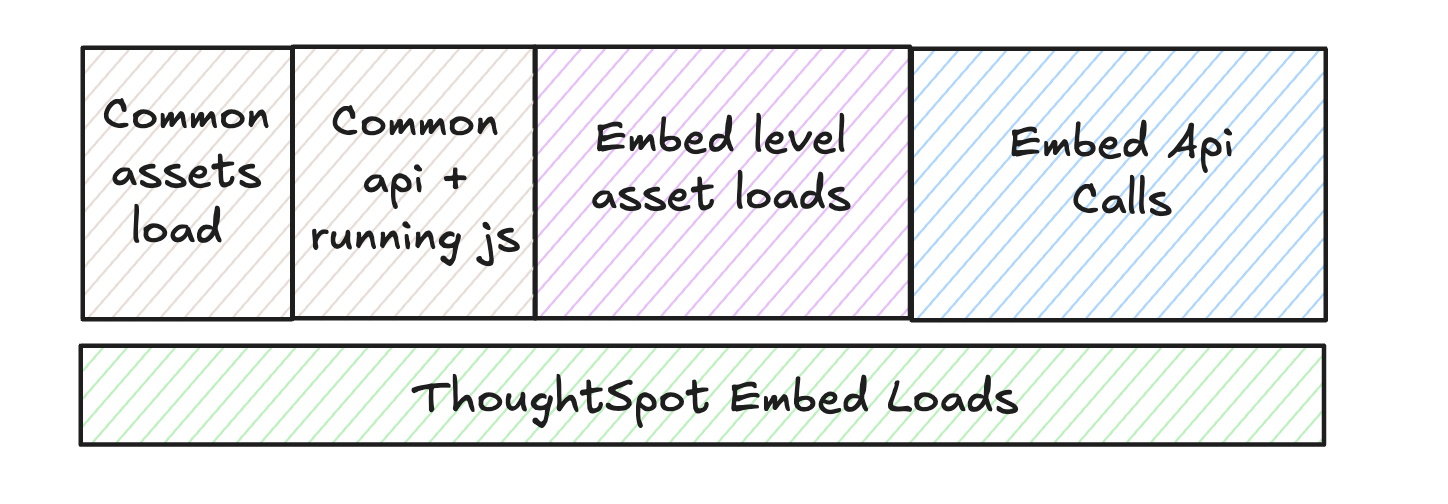 Common
assets
load
Common
api +
running js
Embed level
asset loads
Embed Api
Calls
ThoughtSpot Embed Loads